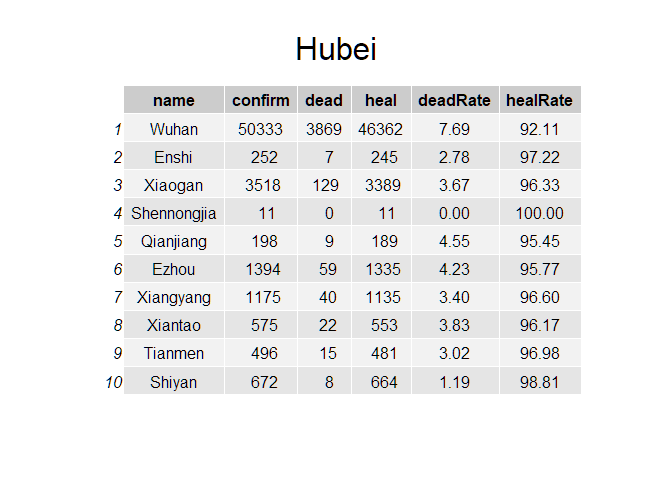 Hubei
name confirm dead heal deadRate healRate
1 Wuhan 50333 3869 46362 7.69 92.11
2 Enshi 252 7 245 2.78 97.22
3 Xiaogan 3518 129 3389 3.67 96.33
4 Shennongjia 11 0 11 0.00 100.00
5 Qianjiang 198 9 189 4.55 95.45
6 Ezhou 1394 59 1335 4.23 95.77
7 Xiangyang 1175 40 1135 3.40 96.60
8 Xiantao 575 22 553 3.83 96.17
9 Tianmen 496 15 481 3.02 96.98
10 Shiyan 672 8 664 1.19 98.81